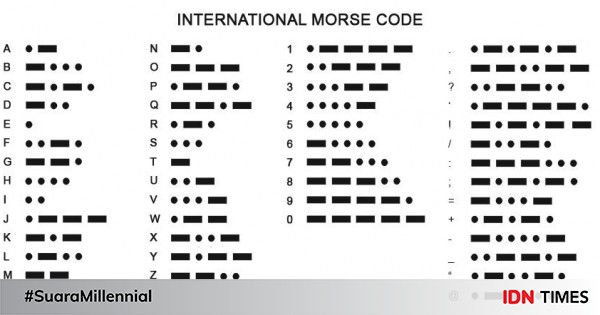 INTERNATIONAL MORSE CODE
A •—
B —•••
C —•—•
D —••
E •
F ••—•
G ——•
H ••••
I ••
J •———
K —•—
L •—••
M ——
N —•
O ———
P •——•
Q ——•—
R •—•
S •••
T —
U ••—
V •••—
W •——
X —••—
Y —•——
Z ——••
1 •————
2 ••———
3 •••——
4 ••••—
5 •••••
6 —••••
7 ——•••
8 ———••
9 ————•
0 —————
. •—•—•—
, ——••——
? ••——••
' •————•
! —•—•——
/ —••—•
: ———•••
; —•—•—•
= —•••—
+ •—•—•
- —••••—
_ ••——•—
" •—••—•
@
#SuaraMillennial
IDN TIMES